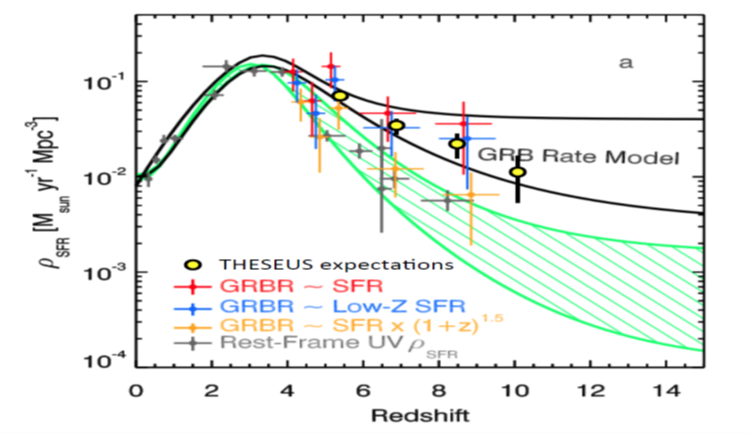 a
10⁻¹
10⁻²
10⁻³
10⁻⁴
ρSFR [Msun yr⁻¹ Mpc⁻³]
GRB Rate Model
THESEUS expectations
GRBR ~ SFR
GRBR ~ Low-Z SFR
GRBR ~ SFR x (1+z)¹·⁵
Rest-Frame UV ρSFR
0 2 4 6 8 10 12 14
Redshift